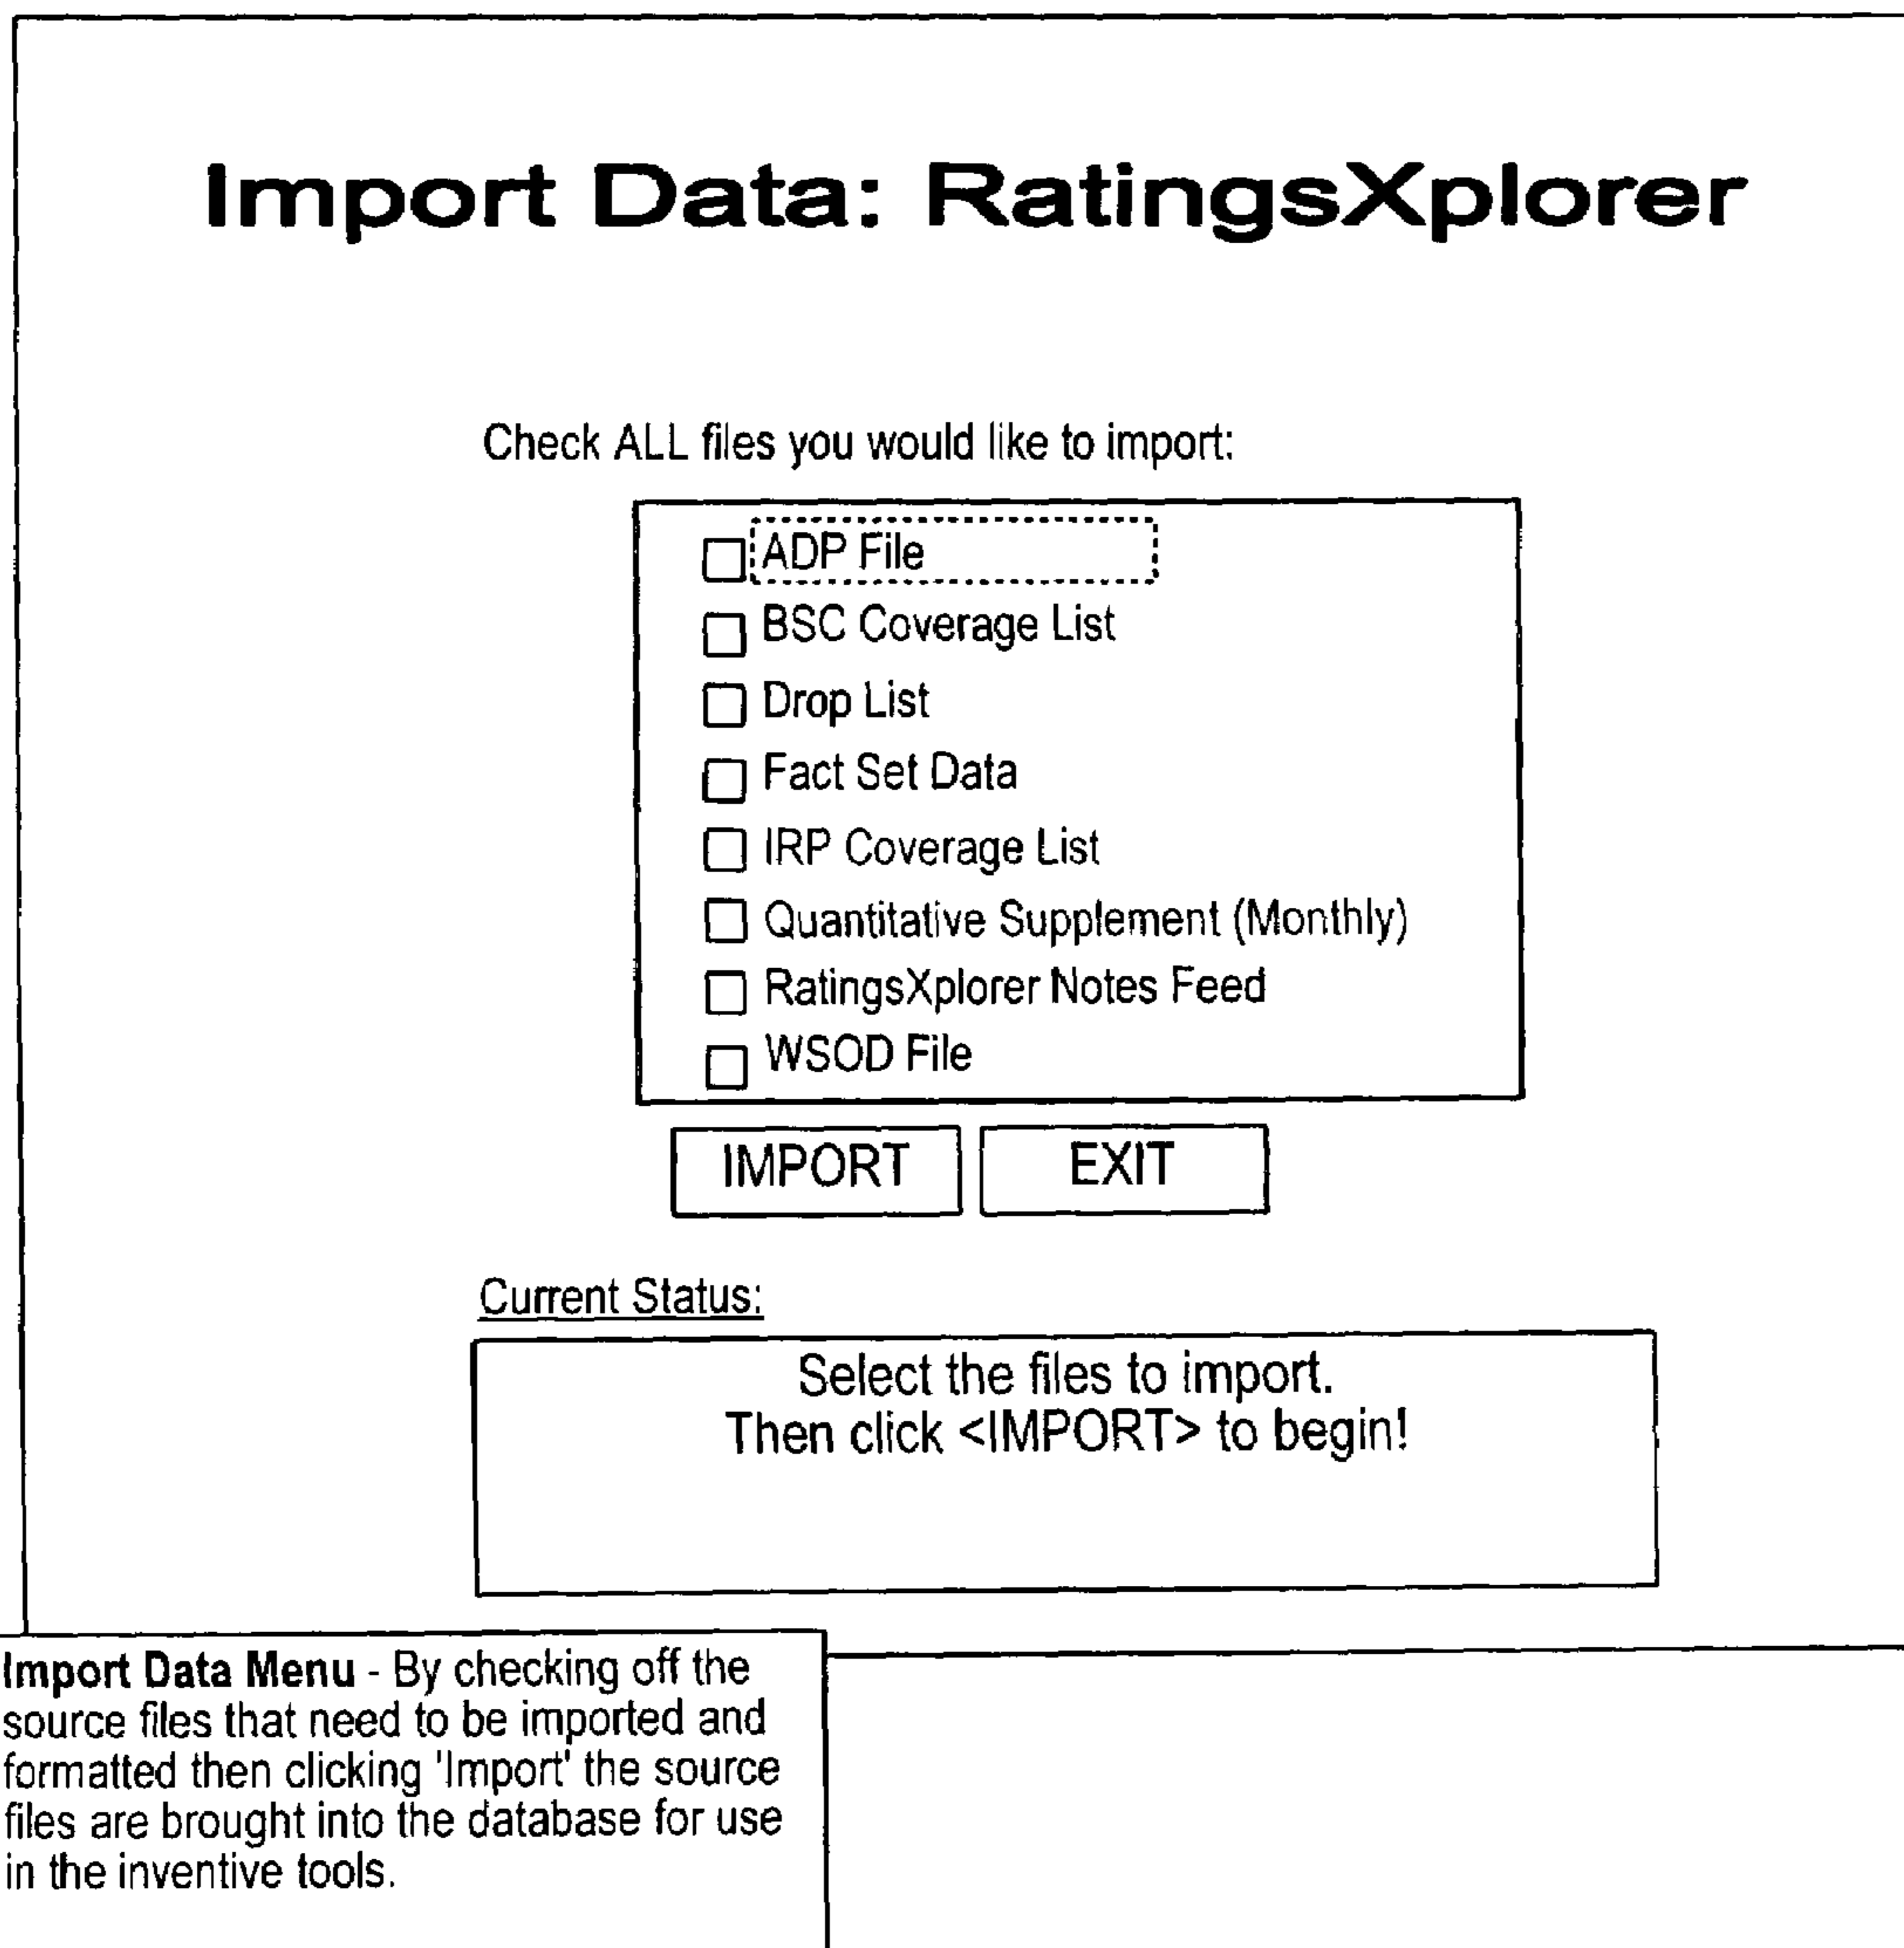 Import Data: RatingsXplorer
Check ALL files you would like to import:
ADP File
BSC Coverage List
Drop List
Fact Set Data
IRP Coverage List
Quantitative Supplement (Monthly)
RatingsXplorer Notes Feed
WSOD File
IMPORT
EXIT
Current Status:
Select the files to import.
Then click <IMPORT> to begin!
Import Data Menu - By checking off the
source files that need to be imported and
formatted then clicking 'Import' the source
files are brought into the database for use
in the inventive tools.